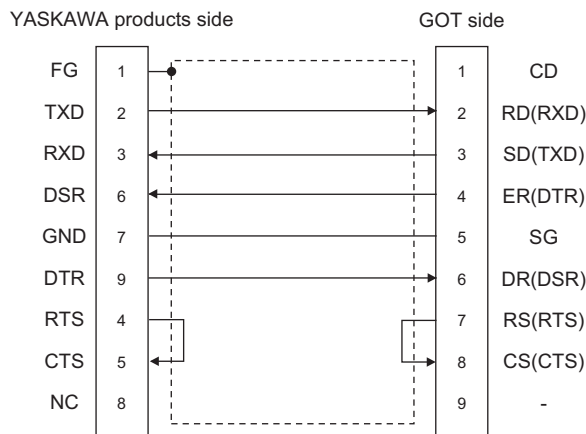 YASKAWA products side GOT side
FG 1 1 CD
TXD 2 2 RD(RXD)
RXD 3 3 SD(TXD)
DSR 6 4 ER(DTR)
GND 7 5 SG
DTR 9 6 DR(DSR)
RTS 4 7 RS(RTS)
CTS 5 8 CS(CTS)
NC 8 9 -